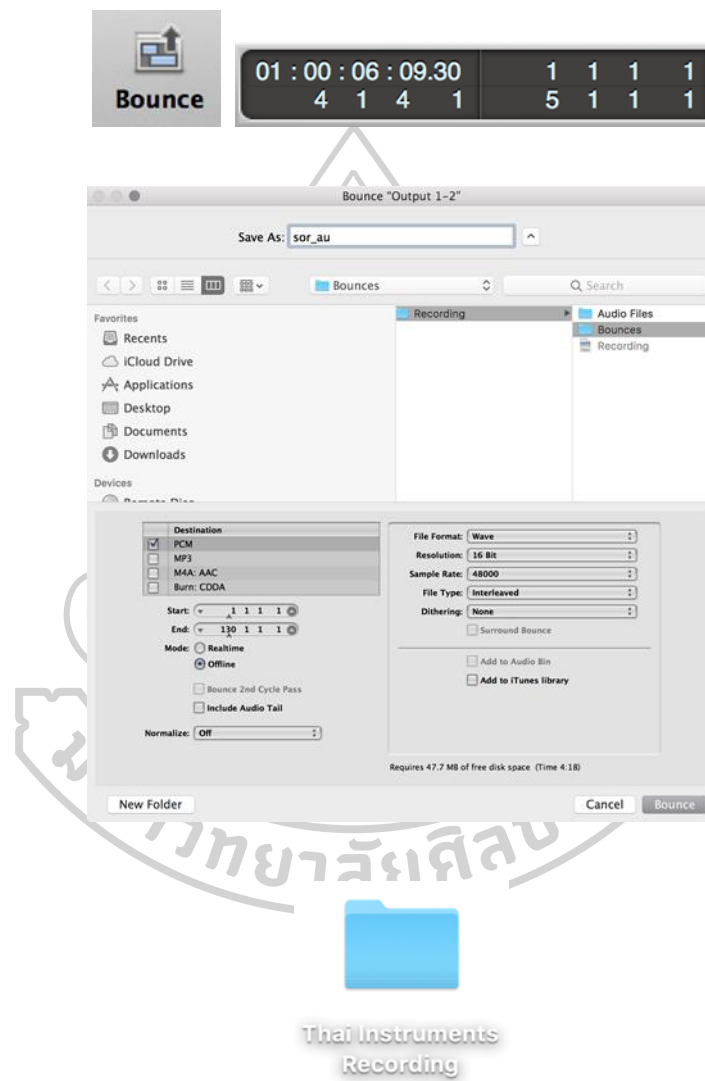 Bounce
01 : 00 : 06 : 09.30 1 1 1 1
4 1 4 1 5 1 1 1
Bounce "Output 1-2"
Save As: sor_au
Bounces Search
Favorites
Recents
iCloud Drive
Applications
Desktop
Documents
Downloads
Devices
Recording
Audio Files
Bounces
Recording
Destination
PCM
MP3
M4A: AAC
Burn: CDDA
Start: 1 1 1 1
End: 130 1 1 1
Mode: Realtime
Offline
Bounce 2nd Cycle Pass
Include Audio Tail
Normalize: Off
File Format: Wave
Resolution: 16 Bit
Sample Rate: 48000
File Type: Interleaved
Dithering: None
Surround Bounce
Add to Audio Bin
Add to iTunes library
Requires 47.7 MB of free disk space (Time 4:18)
New Folder Cancel Bounce
Thai Instruments
Recording